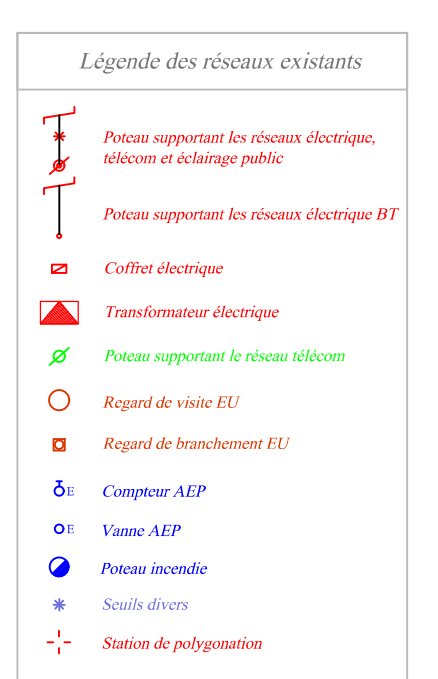 Légende des réseaux existants
Poteau supportant les réseaux électrique,
télécom et éclairage public
Poteau supportant les réseaux électrique BT
Coffret électrique
Transformateur électrique
Poteau supportant le réseau télécom
Regard de visite EU
Regard de branchement EU
E Compteur AEP
E Vanne AEP
Poteau incendie
Seuils divers
Station de polygonation